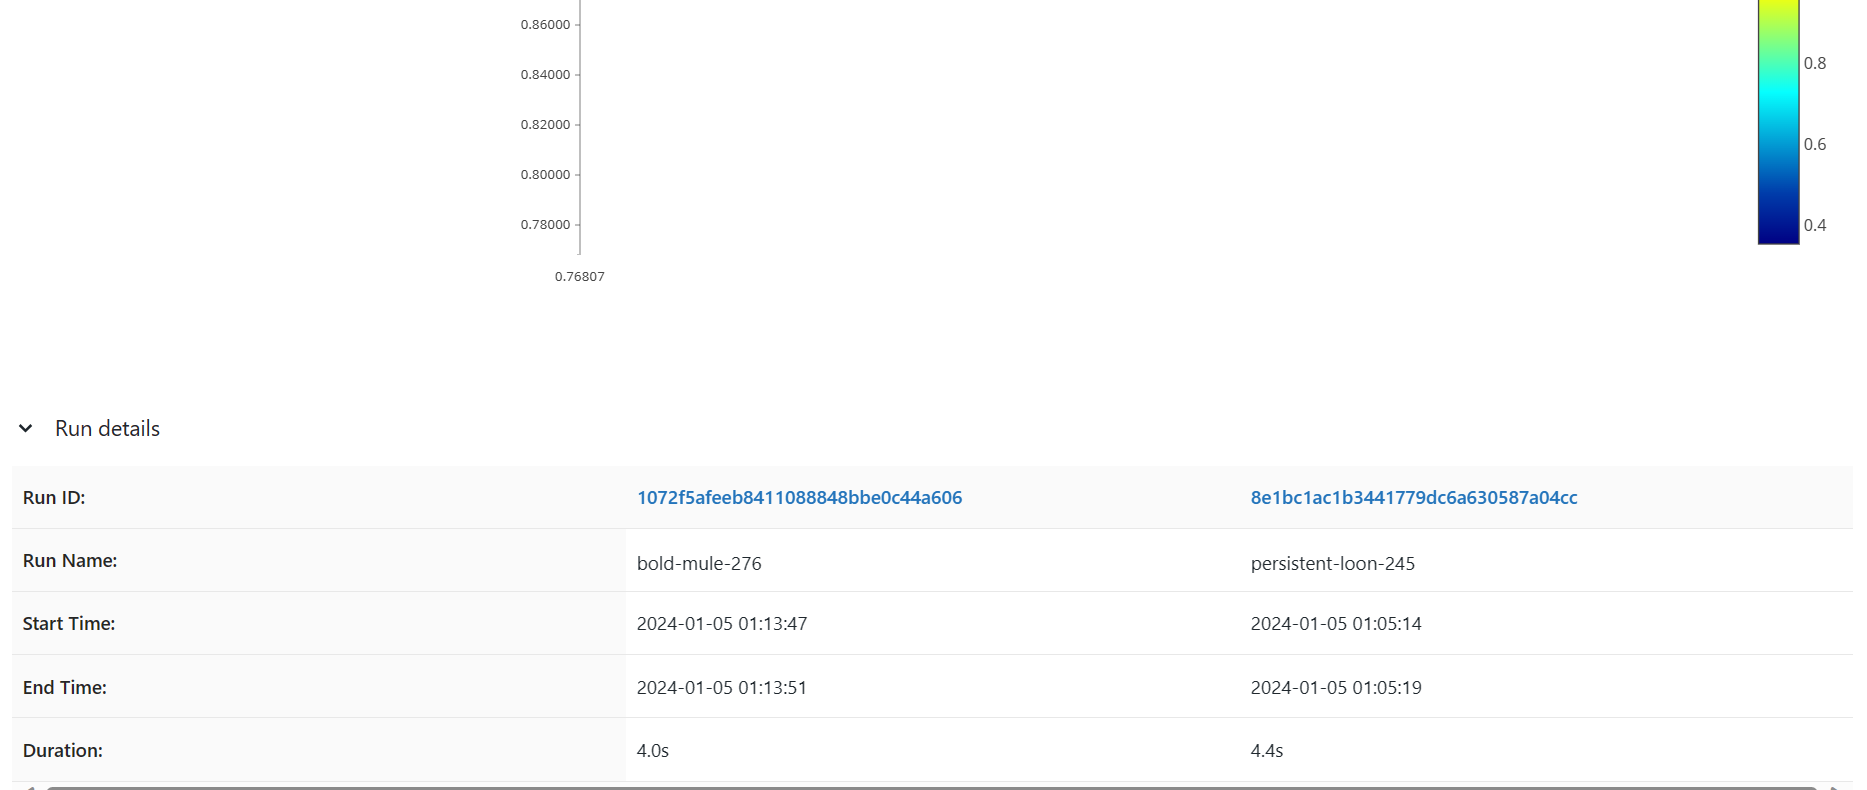 0.86000
0.84000
0.82000
0.80000
0.78000
0.76807
0.8
0.6
0.4
Run details
Run ID: 1072f5afeeb8411088848bbe0c44a606 8e1bc1ac1b3441779dc6a630587a04cc
Run Name: bold-mule-276 persistent-loon-245
Start Time: 2024-01-05 01:13:47 2024-01-05 01:05:14
End Time: 2024-01-05 01:13:51 2024-01-05 01:05:19
Duration: 4.0s 4.4s